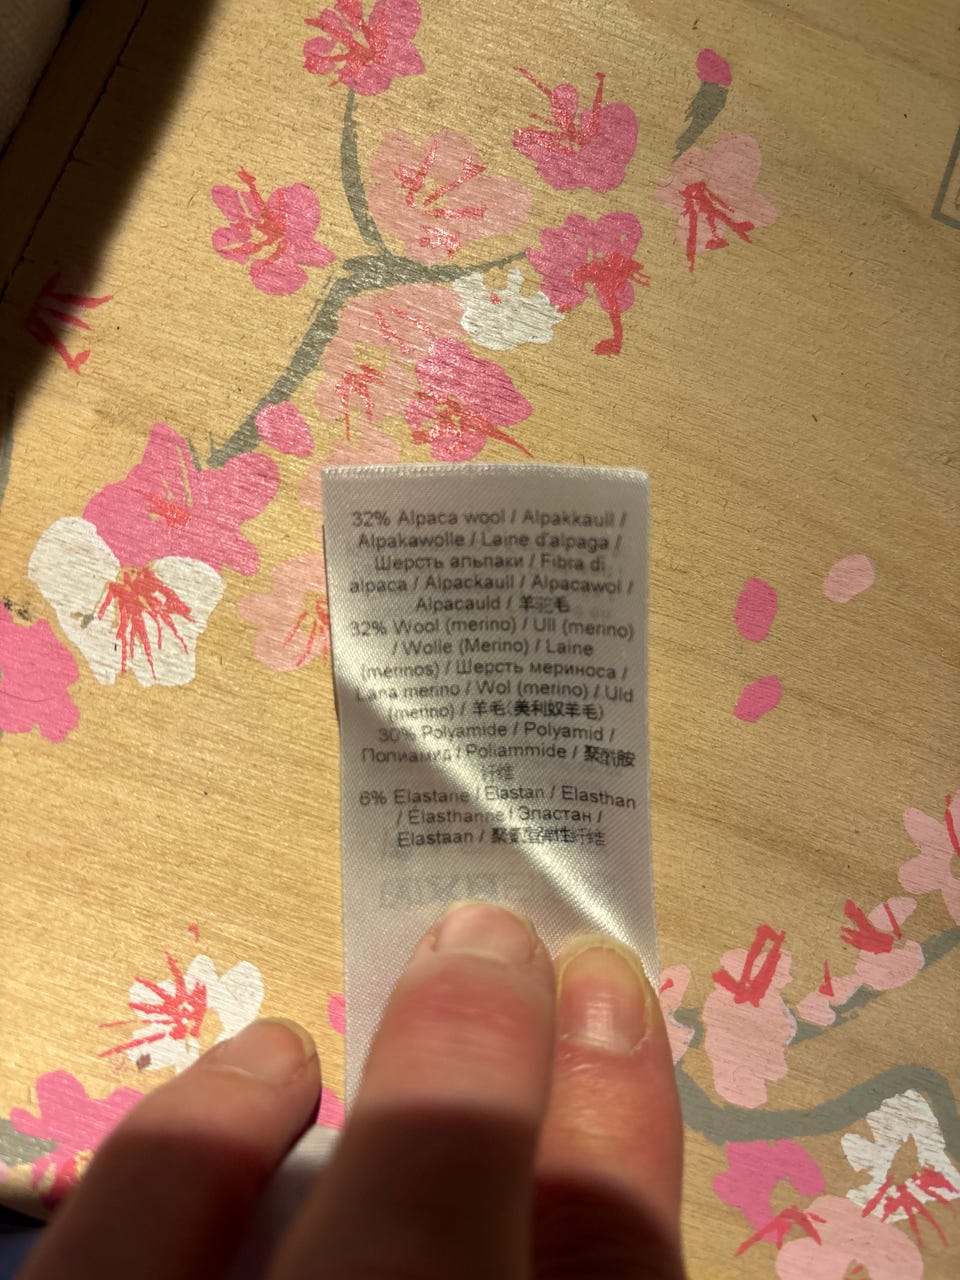 32% Alpaca wool / Alpakkaull /
Alpakawolle / Laine d'alpaga /
Шерсть альпаки / Fibra di
alpaca / Alpackaull / Alpacawol /
Alpacauld / 羊驼毛
32% Wool (merino) / Ull (merino)
/ Wolle (Merino) / Laine
(merinos) / Шерсть мериноса /
Lana merino / Wol (merino) / Uld
(merino) / 羊毛(美利奴羊毛)
30% Polyamide / Polyamid /
Полиамид / Poliammide / 聚酰胺
纤维
6% Elastane / Elastan / Elasthan
/ Élasthanne / Эластан /
Elastaan / 聚氨酯弹性纤维